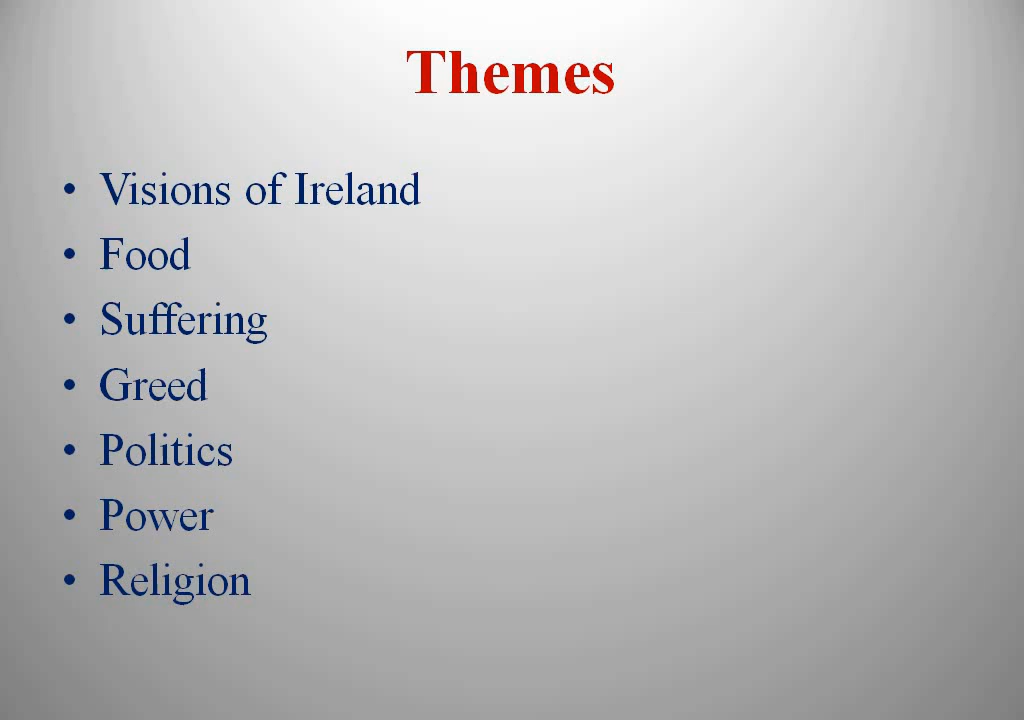 Themes
• Visions of Ireland
• Food
• Suffering
• Greed
• Politics
• Power
• Religion